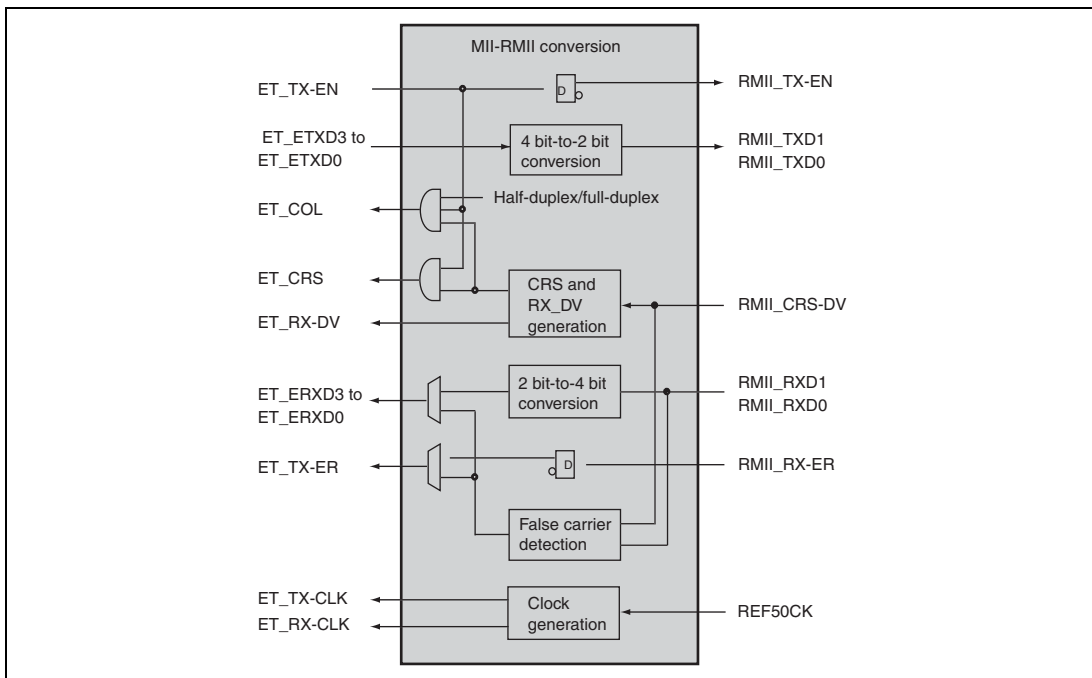 MII-RMII conversion
ET_TX-EN
D
RMII_TX-EN
ET_ETXD3 to
ET_ETXD0
4 bit-to-2 bit
conversion
RMII_TXD1
RMII_TXD0
ET_COL
Half-duplex/full-duplex
ET_CRS
CRS and
RX_DV
generation
RMII_CRS-DV
ET_RX-DV
ET_ERXD3 to
ET_ERXD0
2 bit-to-4 bit
conversion
RMII_RXD1
RMII_RXD0
ET_TX-ER
D
RMII_RX-ER
False carrier
detection
ET_TX-CLK
ET_RX-CLK
Clock
generation
REF50CK